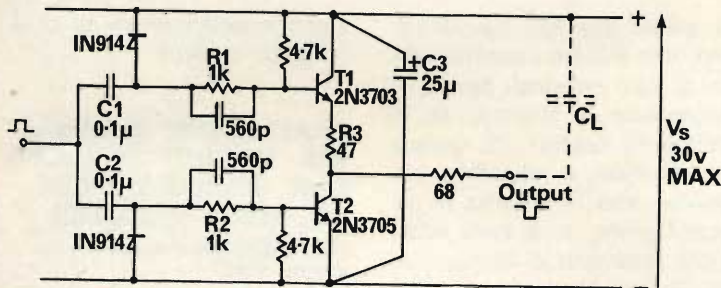 IN914
R1
1k
4·7k
T1
2N3703
+C3
25µ
+
C1
0·1µ
560p
R3
47
C_L
V_S
30v
MAX
C2
0·1µ
560p
68
Output
R2
1k
T2
2N3705
IN914
4·7k
−